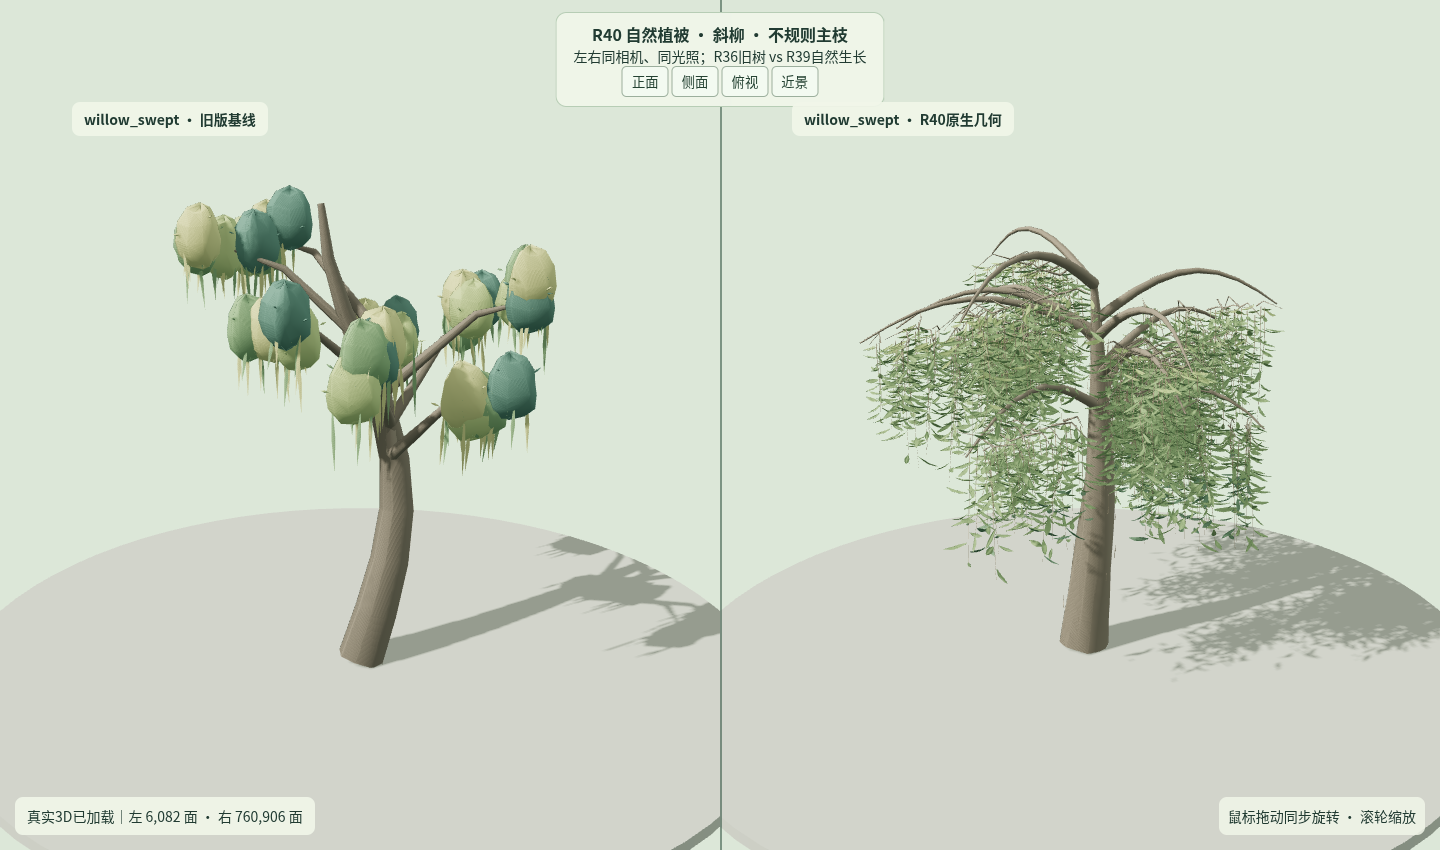 R40 自然植被 · 斜柳 · 不规则主枝
左右同相机、同光照；R36旧树 vs R39自然生长
正面 侧面 俯视 近景
willow_swept · 旧版基线
willow_swept · R40原生几何
真实3D已加载｜左 6,082 面 · 右 760,906 面
鼠标拖动同步旋转 · 滚轮缩放